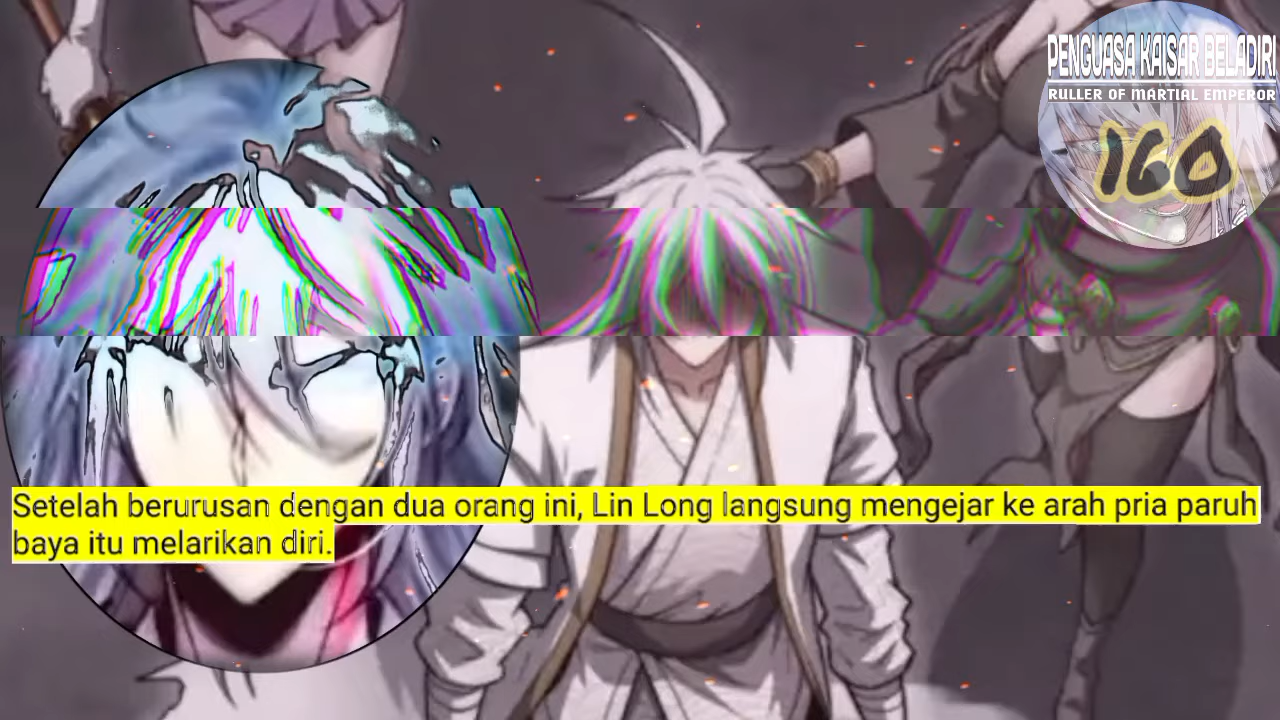 PENGUASA KAISAR BELADIRI
RULLER OF MARTIAL EMPEROR
160
Setelah berurusan dengan dua orang ini, Lin Long langsung mengejar ke arah pria paruh
baya itu melarikan diri.